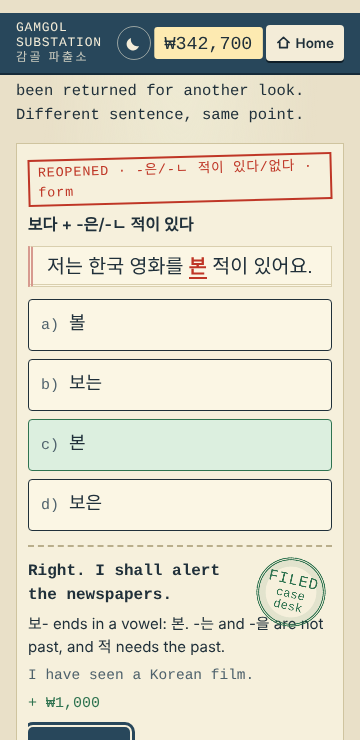 GAMGOL
SUBSTATION
감골 파출소
₩342,700
Home
been returned for another look.
Different sentence, same point.
REOPENED · -은/-ㄴ 적이 있다/없다 ·
form
보다 + -은/-ㄴ 적이 있다
저는 한국 영화를 본 적이 있어요.
a) 볼
b) 보는
c) 본
d) 보은
Right. I shall alert
the newspapers.
FILED
case
desk
보- ends in a vowel: 본. -는 and -을 are not
past, and 적 needs the past.
I have seen a Korean film.
+ ₩1,000